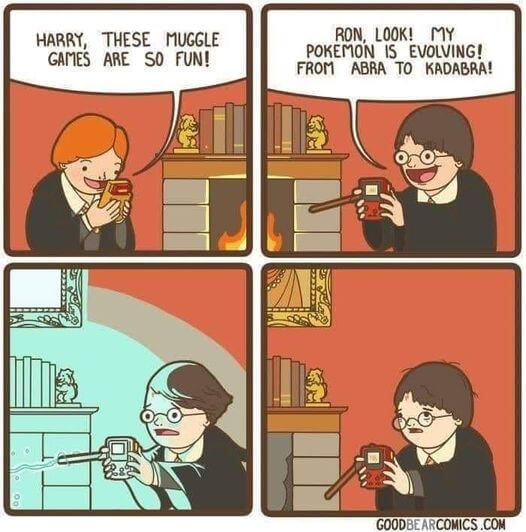 HARRY, THESE MUGGLE
GAMES ARE SO FUN!
RON, LOOK! MY
POKEMON IS EVOLVING!
FROM ABRA TO KADABRA!
GOODBEARCOMICS.COM